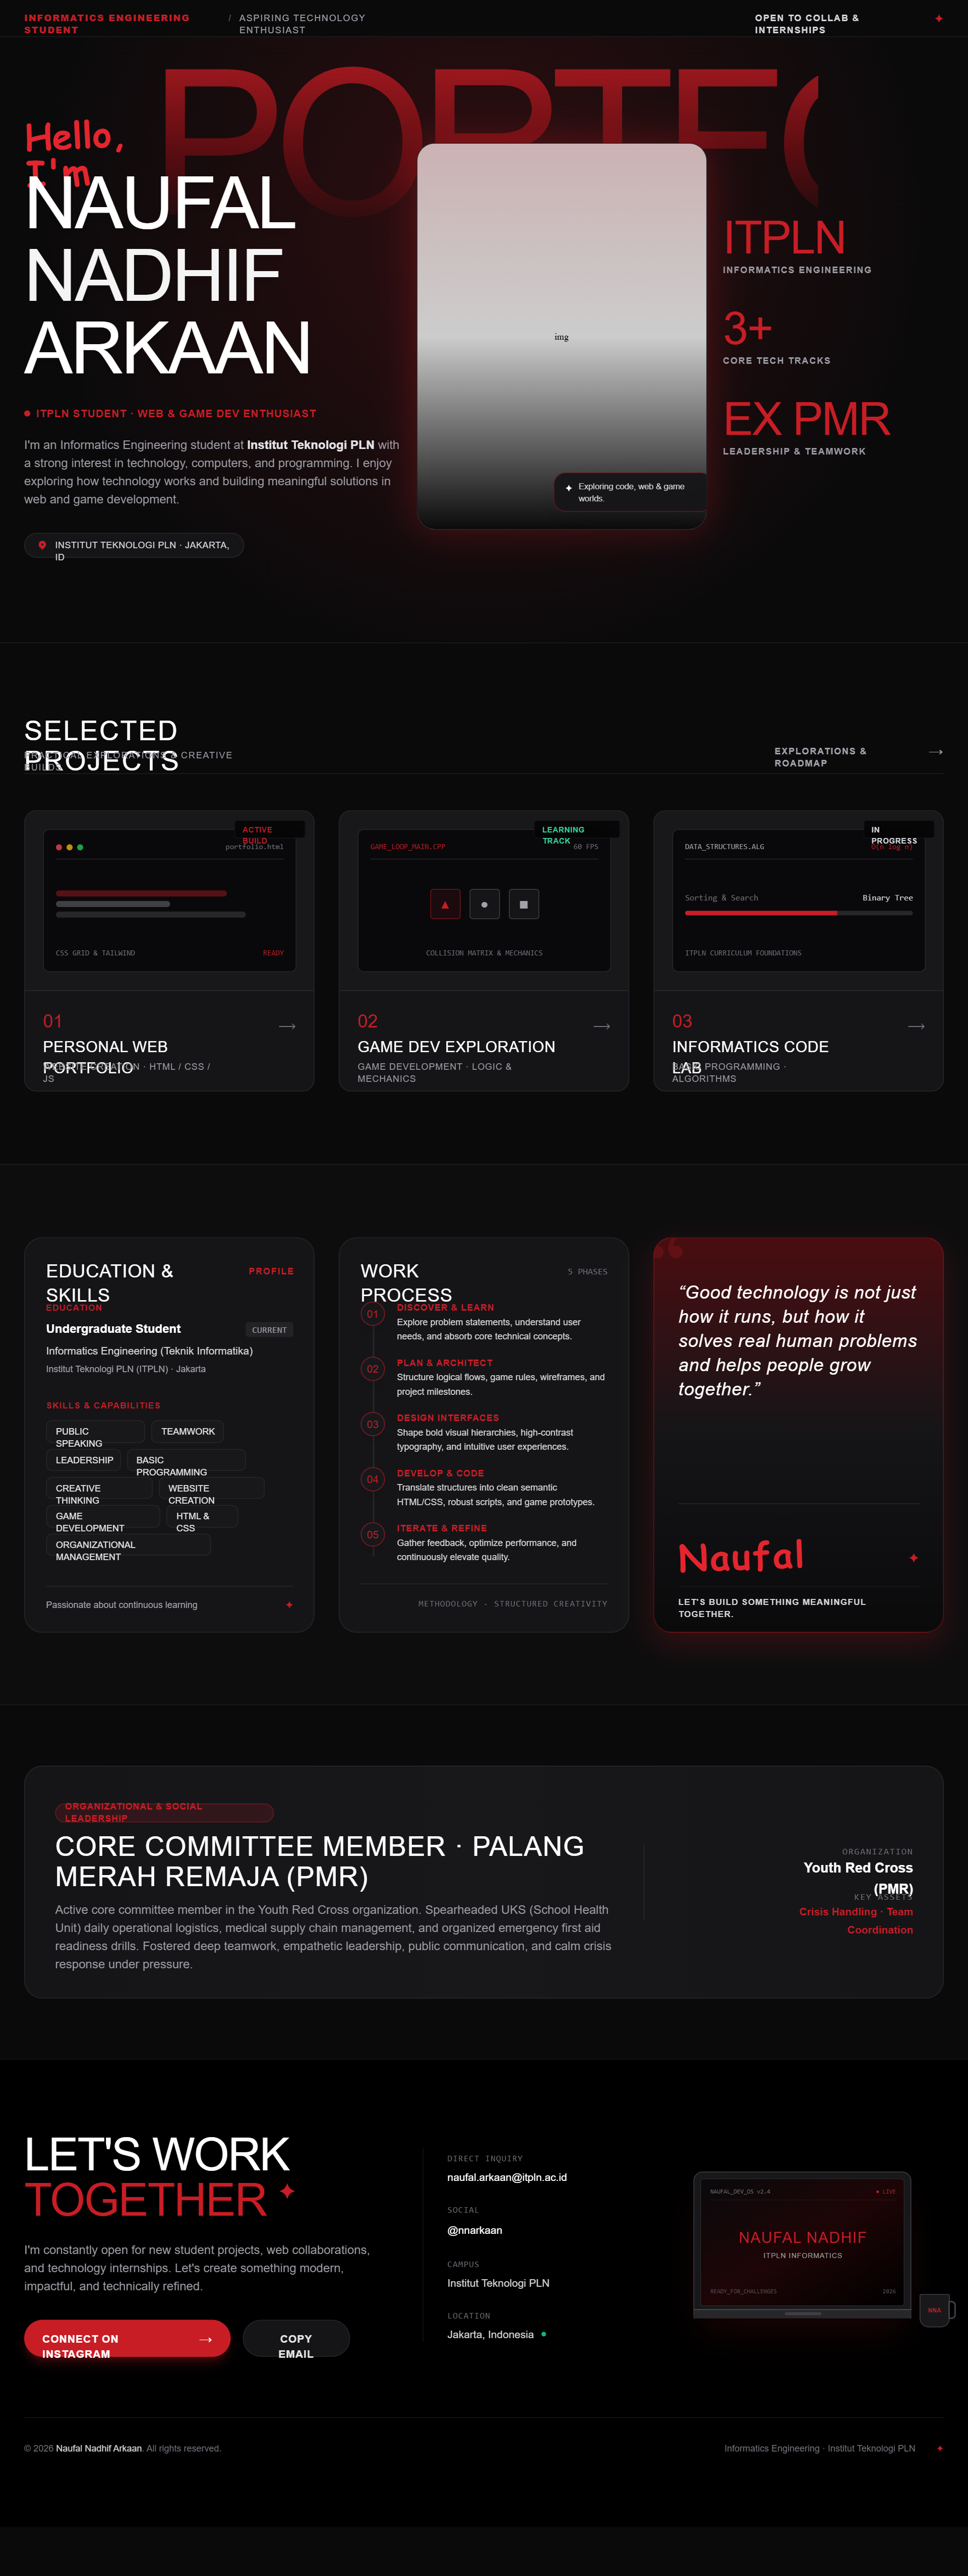 INFORMATICS ENGINEERING
STUDENT
/
ASPIRING TECHNOLOGY
ENTHUSIAST
OPEN TO COLLAB &
INTERNSHIPS
Hello,
I'm
NAUFAL
NADHIF
ARKAAN
ITPLN STUDENT · WEB & GAME DEV ENTHUSIAST
I'm an Informatics Engineering student at Institut Teknologi PLN with
a strong interest in technology, computers, and programming. I enjoy
exploring how technology works and building meaningful solutions in
web and game development.
INSTITUT TEKNOLOGI PLN · JAKARTA,
ID
img
Exploring code, web & game
worlds.
ITPLN
INFORMATICS ENGINEERING
3+
CORE TECH TRACKS
EX PMR
LEADERSHIP & TEAMWORK
SELECTED
PROJECTS
PRACTICAL EXPLORATIONS & CREATIVE
BUILDS
EXPLORATIONS &
ROADMAP
ACTIVE
BUILD
portfolio.html
CSS GRID & TAILWIND
READY
01
PERSONAL WEB
PORTFOLIO
· HTML / CSS /
JS
LEARNING
TRACK
GAME_LOOP_MAIN.CPP
60 FPS
COLLISION MATRIX & MECHANICS
02
GAME DEV EXPLORATION
GAME DEVELOPMENT · LOGIC &
MECHANICS
IN
PROGRESS
DATA_STRUCTURES.ALG
O(n log n)
Sorting & Search
Binary Tree
ITPLN CURRICULUM FOUNDATIONS
03
INFORMATICS CODE
LAB
PROGRAMMING ·
ALGORITHMS
EDUCATION &
SKILLS
PROFILE
EDUCATION
Undergraduate Student
CURRENT
Informatics Engineering (Teknik Informatika)
Institut Teknologi PLN (ITPLN) · Jakarta
SKILLS & CAPABILITIES
PUBLIC
SPEAKING
TEAMWORK
LEADERSHIP
BASIC
PROGRAMMING
CREATIVE
THINKING
WEBSITE
CREATION
GAME
DEVELOPMENT
HTML &
CSS
ORGANIZATIONAL
MANAGEMENT
Passionate about continuous learning
WORK
PROCESS
5 PHASES
01
DISCOVER & LEARN
Explore problem statements, understand user
needs, and absorb core technical concepts.
02
PLAN & ARCHITECT
Structure logical flows, game rules, wireframes, and
project milestones.
03
DESIGN INTERFACES
Shape bold visual hierarchies, high-contrast
typography, and intuitive user experiences.
04
DEVELOP & CODE
Translate structures into clean semantic
HTML/CSS, robust scripts, and game prototypes.
05
ITERATE & REFINE
Gather feedback, optimize performance, and
continuously elevate quality.
METHODOLOGY · STRUCTURED CREATIVITY
“
“Good technology is not just
how it runs, but how it
solves real human problems
and helps people grow
together.”
Naufal
LET'S BUILD SOMETHING MEANINGFUL
TOGETHER.
ORGANIZATIONAL & SOCIAL
LEADERSHIP
CORE COMMITTEE MEMBER · PALANG
MERAH REMAJA (PMR)
Active core committee member in the Youth Red Cross organization. Spearheaded UKS (School Health
Unit) daily operational logistics, medical supply chain management, and organized emergency first aid
readiness drills. Fostered deep teamwork, empathetic leadership, public communication, and calm crisis
response under pressure.
ORGANIZATION
Youth Red Cross
(PMR)
KEY ASSETS
Crisis Handling · Team
Coordination
LET'S WORK
TOGETHER
I'm constantly open for new student projects, web collaborations,
and technology internships. Let's create something modern,
impactful, and technically refined.
CONNECT ON
INSTAGRAM
COPY
EMAIL
DIRECT INQUIRY
naufal.arkaan@itpln.ac.id
SOCIAL
@nnarkaan
CAMPUS
Institut Teknologi PLN
LOCATION
Jakarta, Indonesia
NAUFAL_DEV_OS v2.4
● LIVE
NAUFAL NADHIF
ITPLN INFORMATICS
READY_FOR_CHALLENGES
2026
NNA
© 2026 Naufal Nadhif Arkaan. All rights reserved.
Informatics Engineering · Institut Teknologi PLN